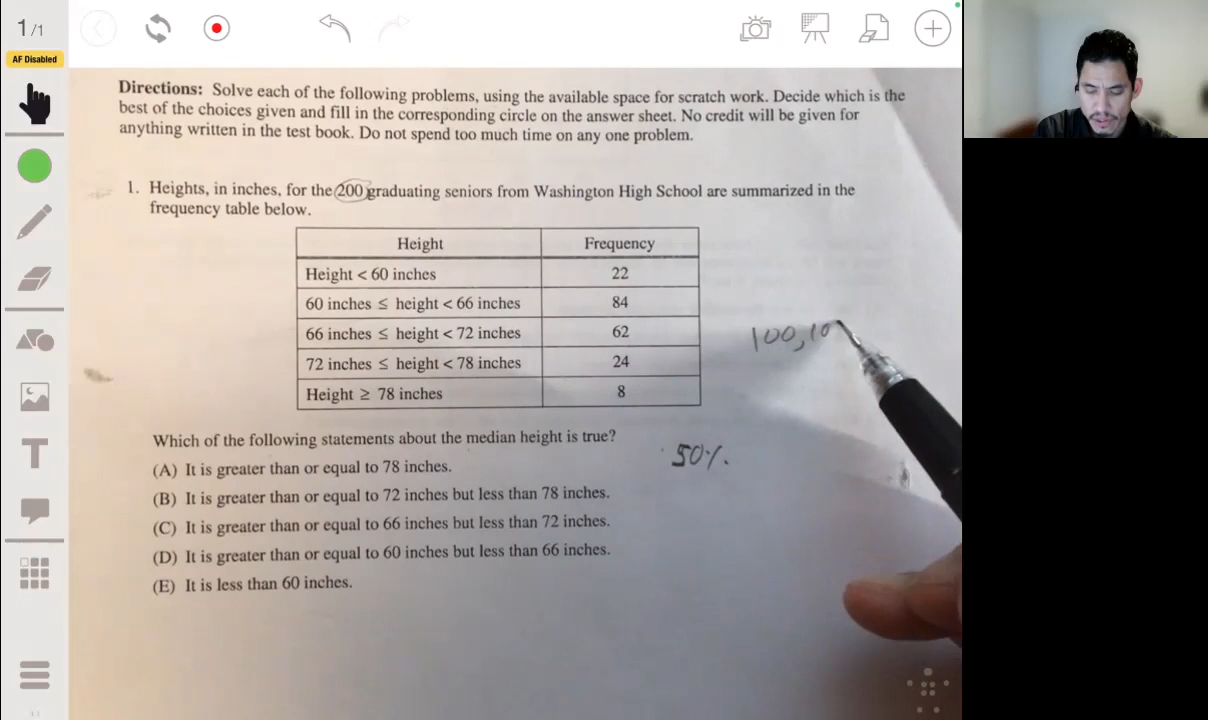 1/1
AF Disabled
Directions: Solve each of the following problems, using the available space for scratch work. Decide which is the
best of the choices given and fill in the corresponding circle on the answer sheet. No credit will be given for
anything written in the test book. Do not spend too much time on any one problem.
1. Heights, in inches, for the 200 graduating seniors from Washington High School are summarized in the
frequency table below.
Height Frequency
Height < 60 inches 22
60 inches ≤ height < 66 inches 84
66 inches ≤ height < 72 inches 62
72 inches ≤ height < 78 inches 24
Height ≥ 78 inches 8
100, 10
Which of the following statements about the median height is true?
50%
(A) It is greater than or equal to 78 inches.
(B) It is greater than or equal to 72 inches but less than 78 inches.
(C) It is greater than or equal to 66 inches but less than 72 inches.
(D) It is greater than or equal to 60 inches but less than 66 inches.
(E) It is less than 60 inches.
T